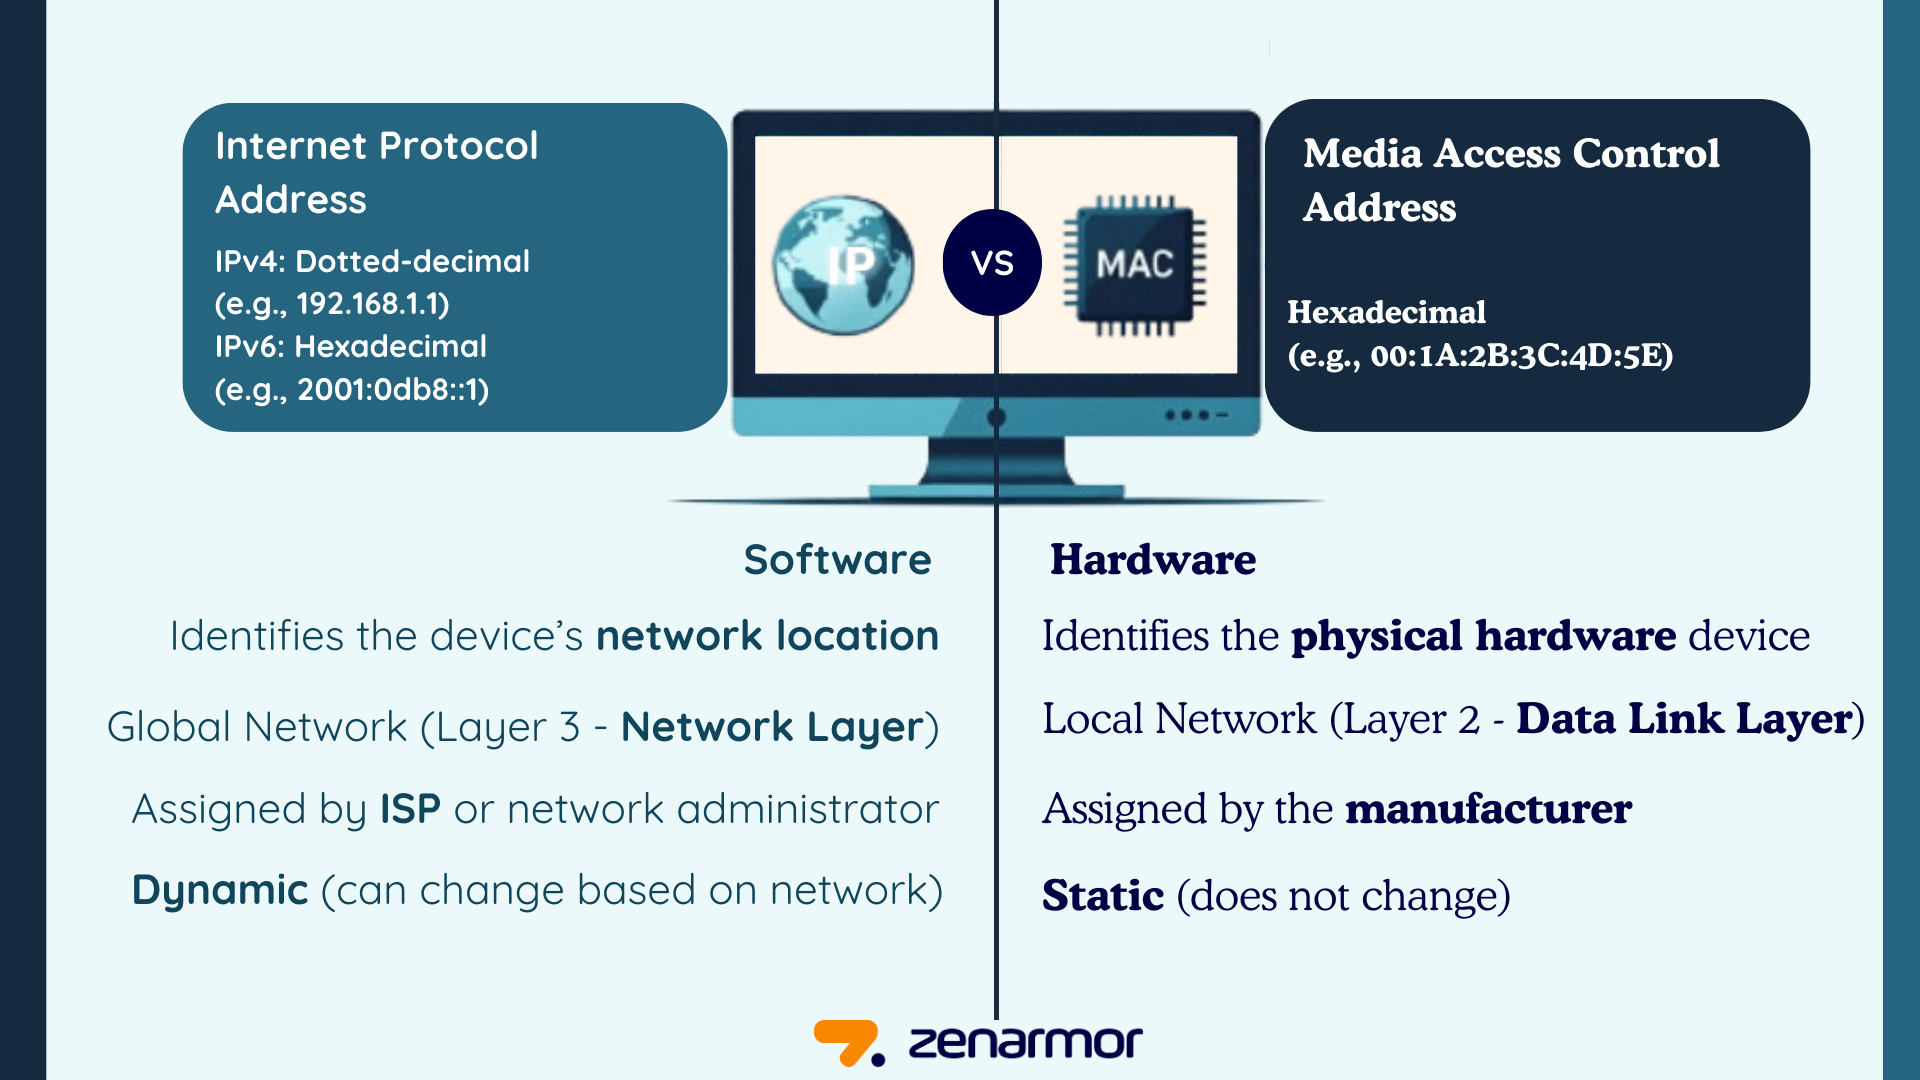 Internet Protocol
Address
IPv4: Dotted-decimal
(e.g., 192.168.1.1)
IPv6: Hexadecimal
(e.g., 2001:0db8::1)
IP
VS
MAC
Media Access Control
Address
Hexadecimal
(e.g., 00:1A:2B:3C:4D:5E)
Software
Identifies the device’s network location
Global Network (Layer 3 - Network Layer)
Assigned by ISP or network administrator
Dynamic (can change based on network)
Hardware
Identifies the physical hardware device
Local Network (Layer 2 - Data Link Layer)
Assigned by the manufacturer
Static (does not change)
zenarmor